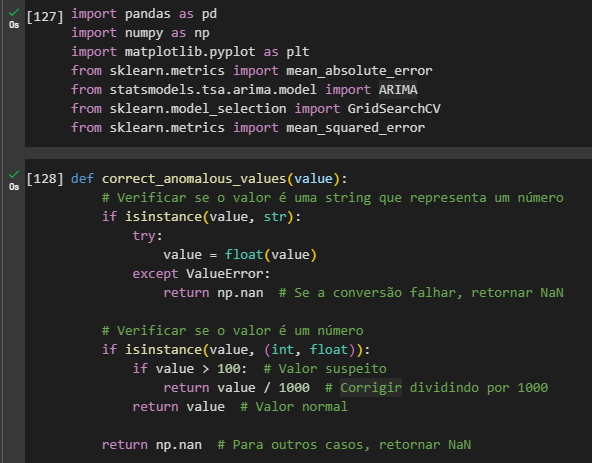 [127] import pandas as pd
0s
import numpy as np
import matplotlib.pyplot as plt
from sklearn.metrics import mean_absolute_error
from statsmodels.tsa.arima.model import ARIMA
from sklearn.model_selection import GridSearchCV
from sklearn.metrics import mean_squared_error
[128] def correct_anomalous_values(value):
0s
# Verificar se o valor é uma string que representa um número
if isinstance(value, str):
try:
value = float(value)
except ValueError:
return np.nan  # Se a conversão falhar, retornar NaN
# Verificar se o valor é um número
if isinstance(value, (int, float)):
if value > 100:  # Valor suspeito
return value / 1000  # Corrigir dividindo por 1000
return value  # Valor normal
return np.nan  # Para outros casos, retornar NaN